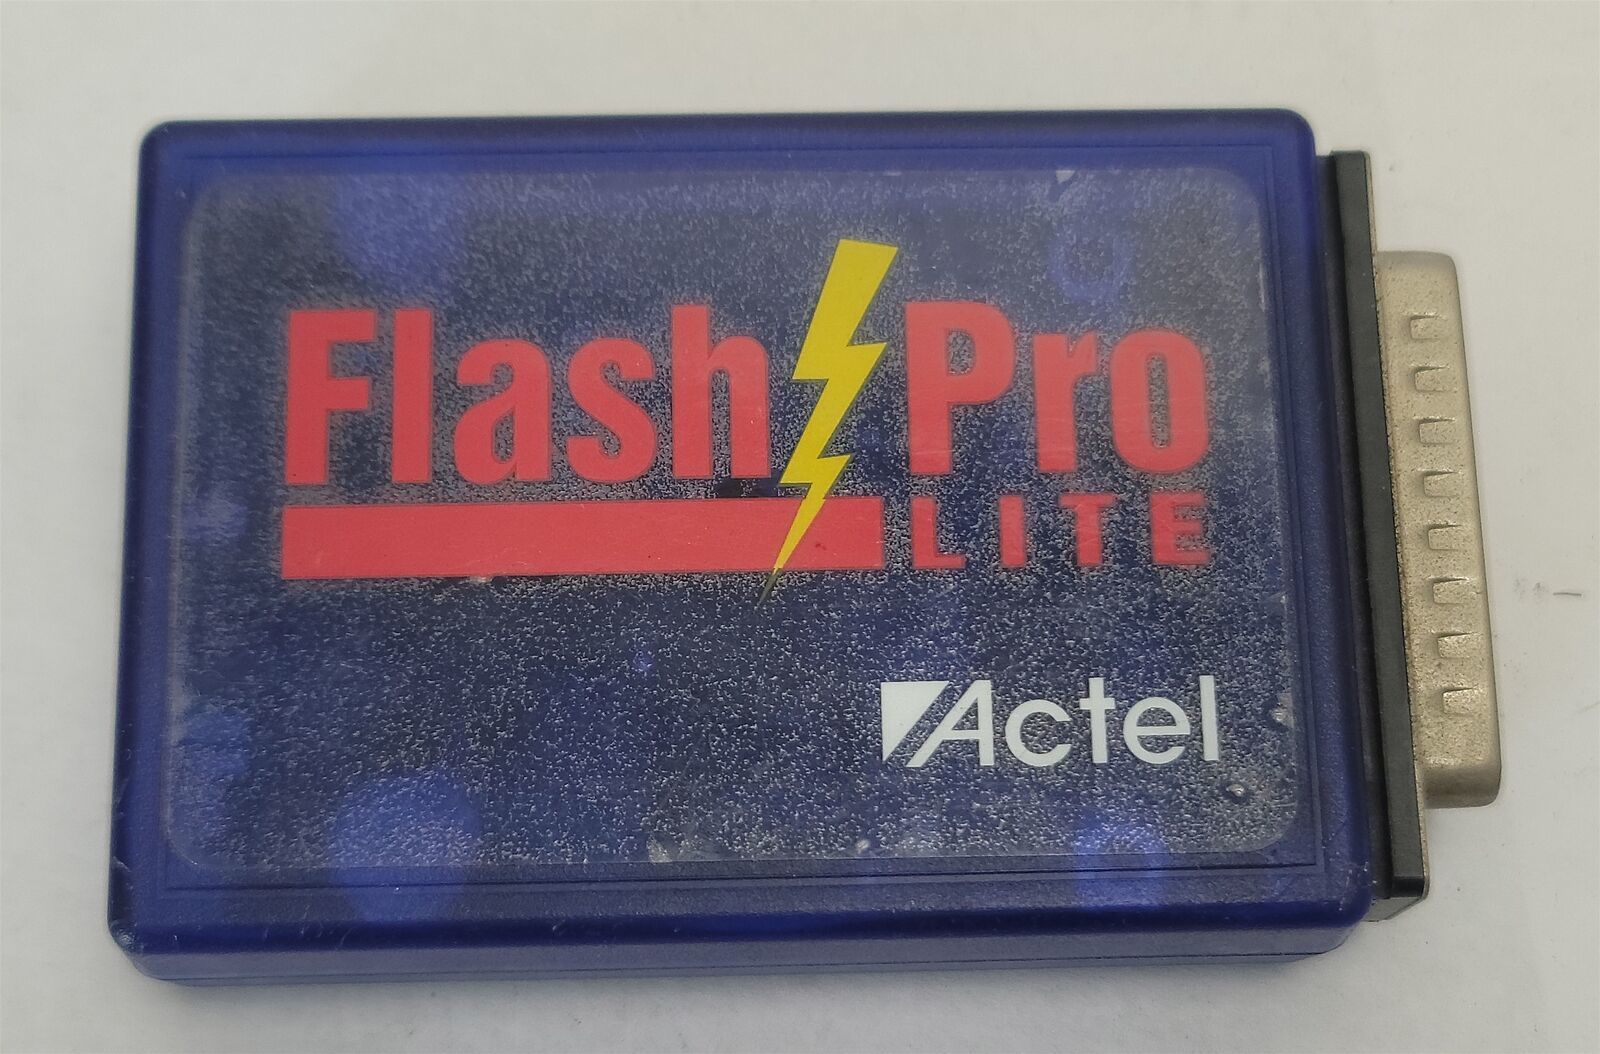 Flash Pro
LITE
Actel